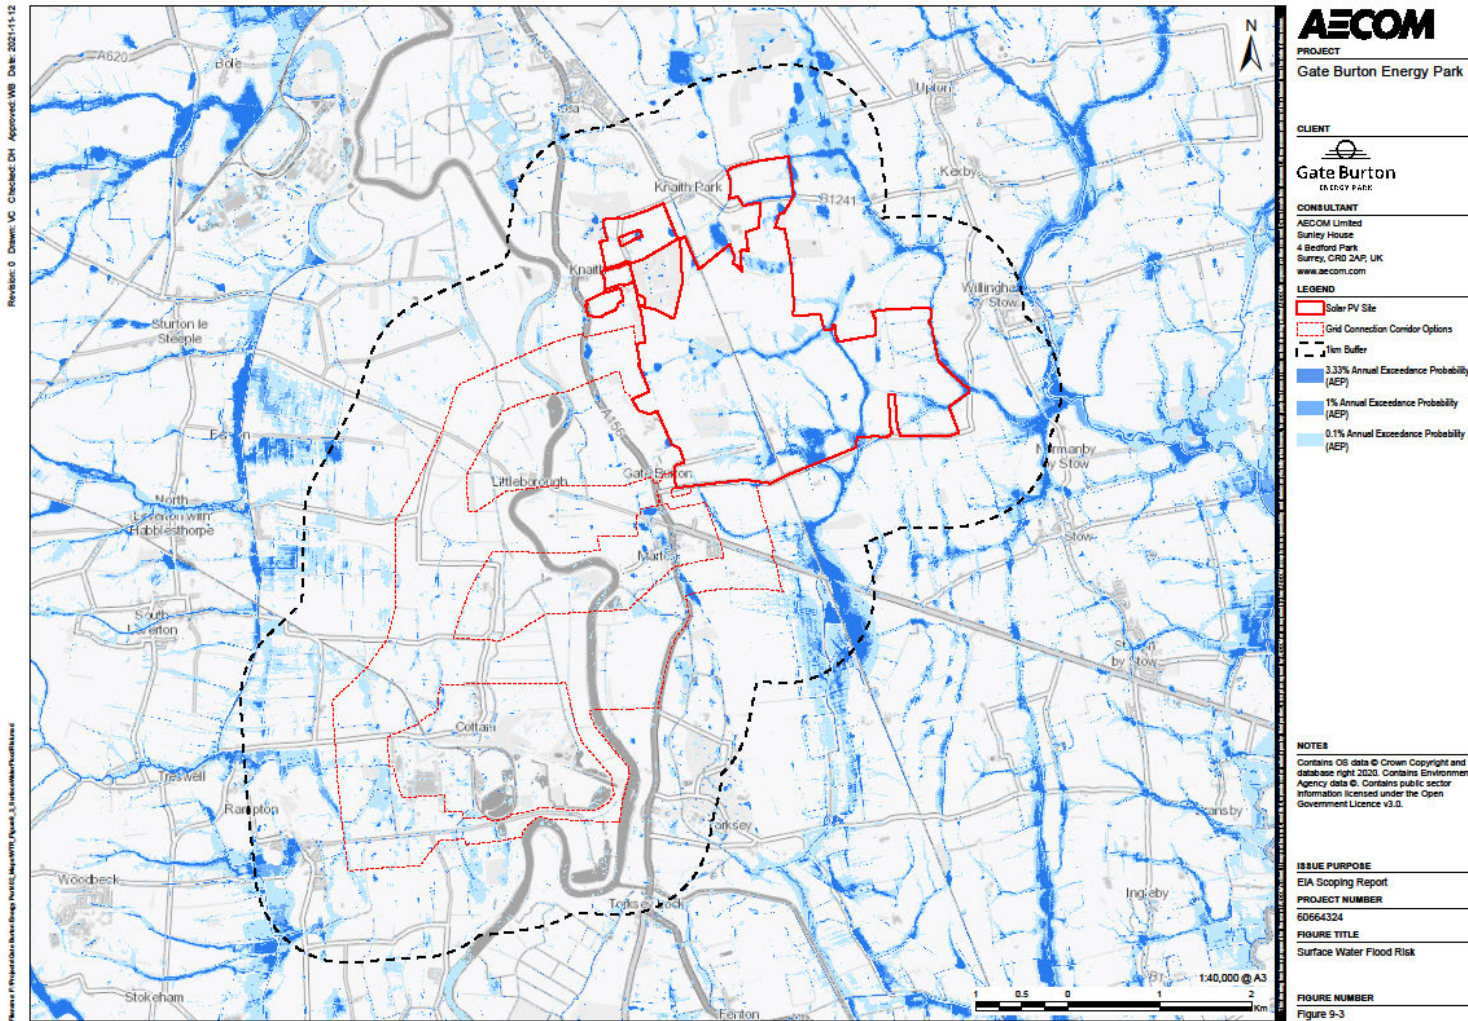 Revision: 0 Drawn: VC Checked: DH Approved: WB Date: 2021-11-12
A620
Bole
Lea
Upton
N
Knaith Park
Kexby
B1241
Knaith
Willingham
by Stow
Sturton le
Steeple
A156
Gate Burton
Normanby
by Stow
Littleborough
North
Leverton with
Habblesthorpe
Stow
Marton
South
Leverton
by Stow
Cottam
Treswell
Rampton
Torksey
Woodbeck
Torksey Lock
Ingleby
Stokeham
Fenton
1:40,000 @ A3
1 0.5 0 1 2
Km
AECOM
PROJECT
Gate Burton Energy Park
CLIENT
Gate Burton
ENERGY PARK
CONSULTANT
AECOM Limited
Sunley House
4 Bedford Park
Surrey, CR0 2AP, UK
www.aecom.com
LEGEND
Solar PV Site
Grid Connection Corridor Options
1km Buffer
3.33% Annual Exceedance Probability
(AEP)
1% Annual Exceedance Probability
(AEP)
0.1% Annual Exceedance Probability
(AEP)
NOTES
Contains OS data © Crown Copyright and
database right 2020. Contains Environment
Agency data ©. Contains public sector
information licensed under the Open
Government Licence v3.0.
ISSUE PURPOSE
EIA Scoping Report
PROJECT NUMBER
60664324
FIGURE TITLE
Surface Water Flood Risk
FIGURE NUMBER
Figure 9-3